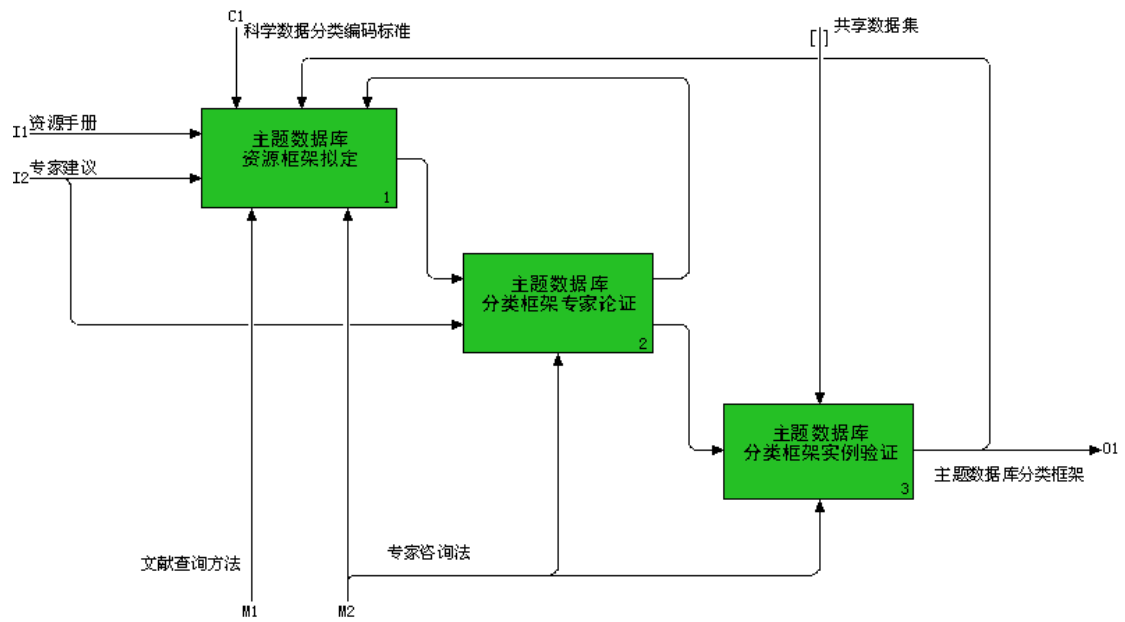 C1
科学数据分类编码标准
[ ]
共享数据集
I1
资源手册
I2
专家建议
主题数据库
资源框架拟定
1
主题数据库
分类框架专家论证
2
主题数据库
分类框架实例验证
3
O1
主题数据库分类框架
文献查询方法
专家咨询法
M1
M2